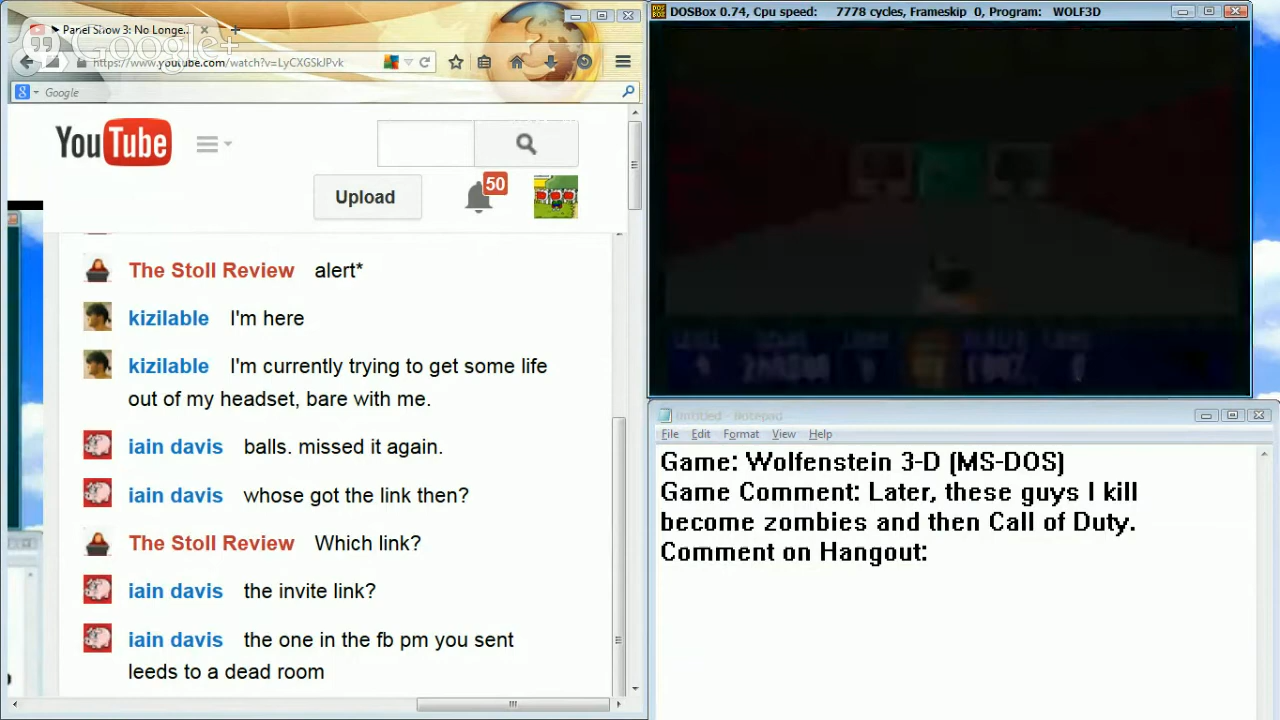 Panel Show 3: No Longe...
Google+
https://www.youtube.com/watch?v=LyCXGSkJPvk
Google
YouTube
Upload
50
The Stoll Review alert*
kizilable I'm here
kizilable I'm currently trying to get some life
out of my headset, bare with me.
iain davis balls. missed it again.
iain davis whose got the link then?
The Stoll Review Which link?
iain davis the invite link?
iain davis the one in the fb pm you sent
leeds to a dead room
DOSBox 0.74, Cpu speed: 7778 cycles, Frameskip 0, Program: WOLF3D
Untitled - Notepad
File Edit Format View Help
Game: Wolfenstein 3-D (MS-DOS)
Game Comment: Later, these guys I kill
become zombies and then Call of Duty.
Comment on Hangout: